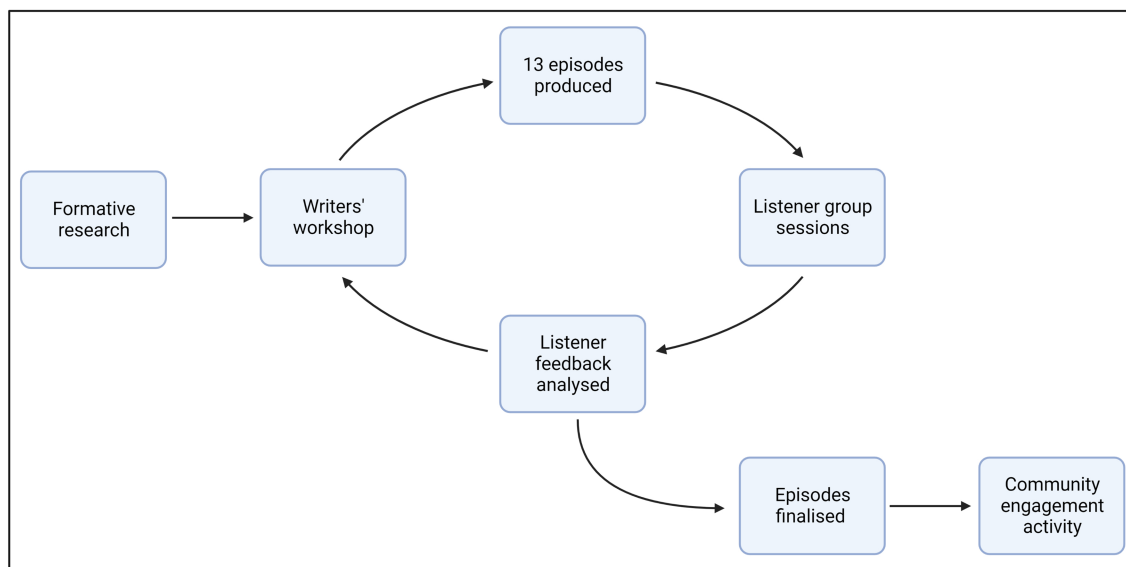 13 episodes
produced
Formative
research
Writers'
workshop
Listener group
sessions
Listener
feedback
analysed
Episodes
finalised
Community
engagement
activity